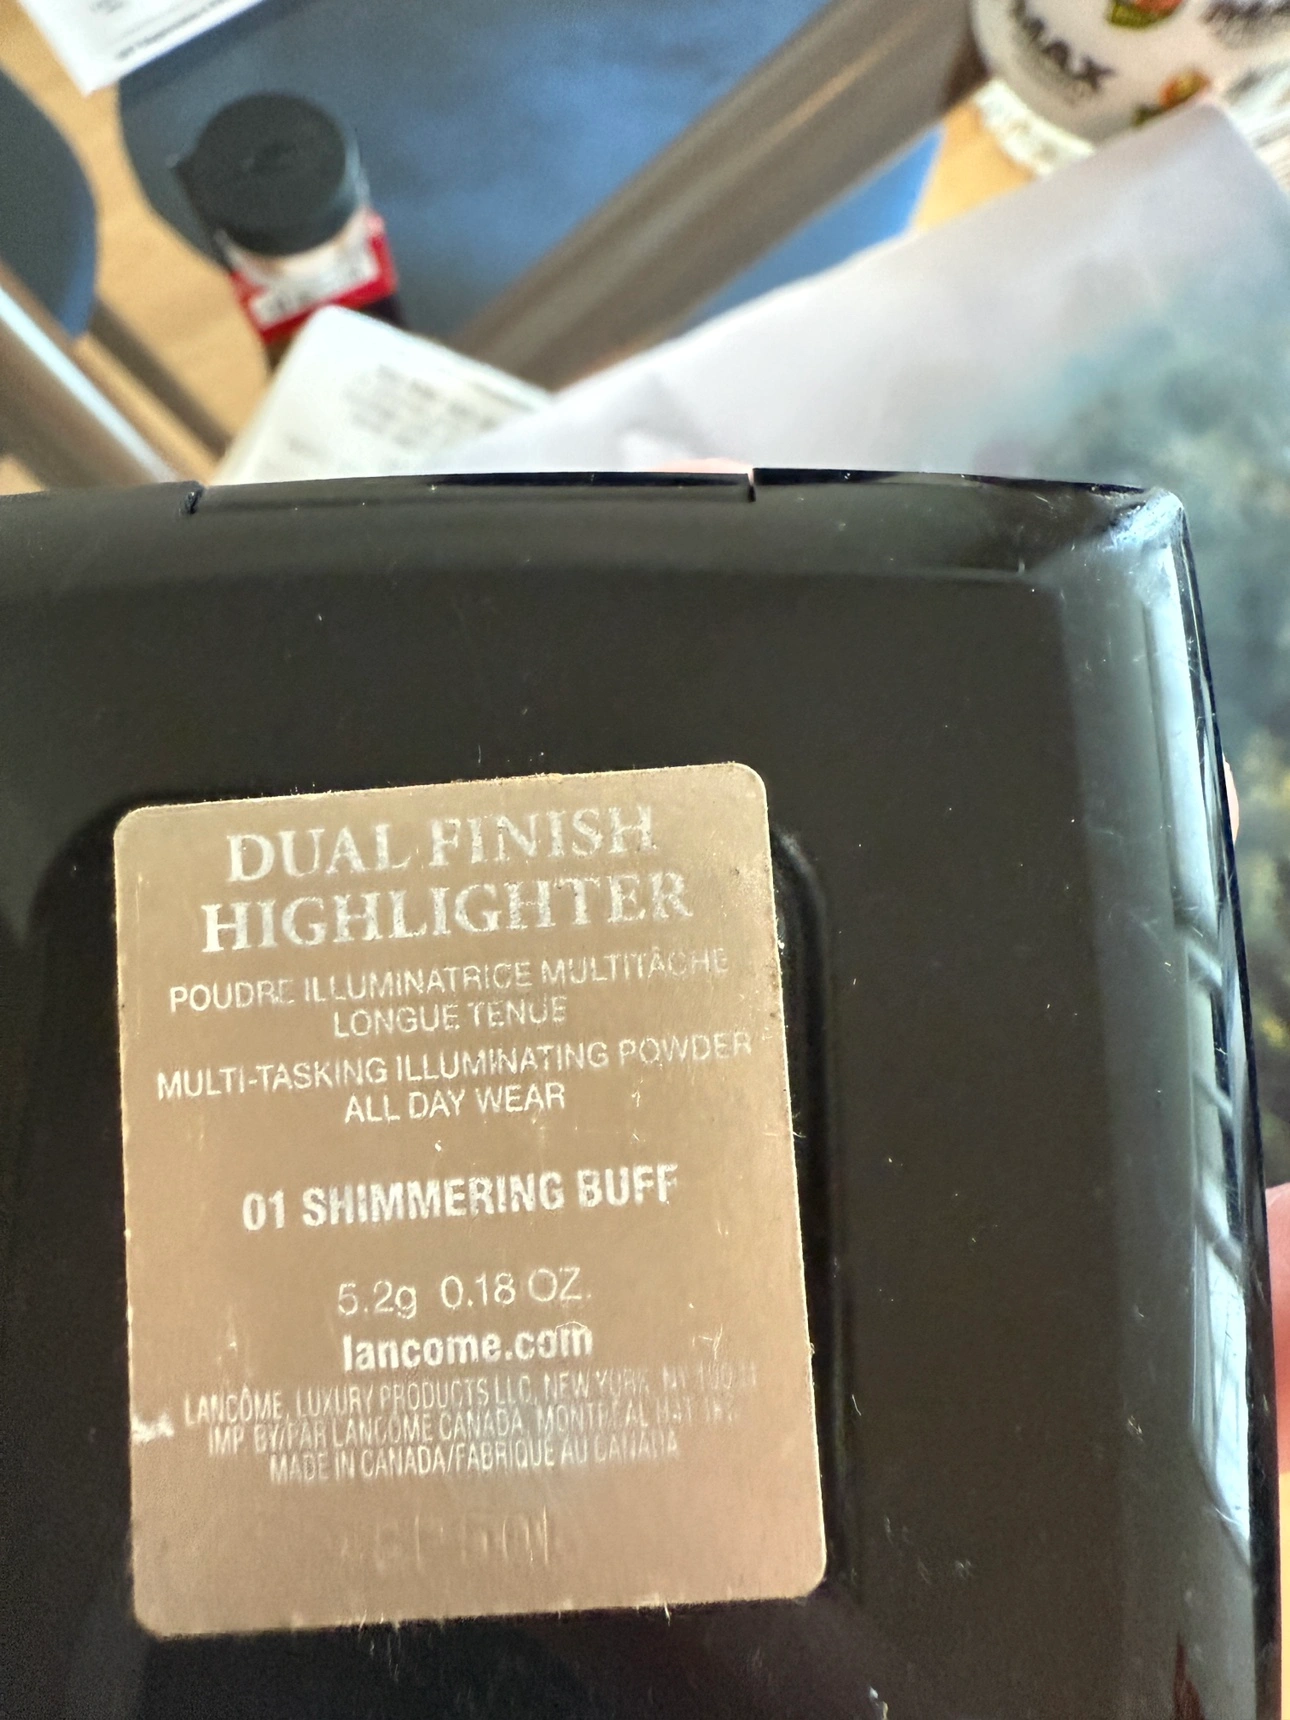 MAX
DUAL FINISH
HIGHLIGHTER
POUDRE ILLUMINATRICE MULTITÂCHE
LONGUE TENUE
MULTI-TASKING ILLUMINATING POWDER
ALL DAY WEAR
01 SHIMMERING BUFF
5.2g 0.18 OZ.
lancome.com
LANCÔME, LUXURY PRODUCTS LLC, NEW YORK, NY
IMP. BY/PAR LANCÔME CANADA, MONTREAL
MADE IN CANADA/FABRIQUÉ AU CANADA